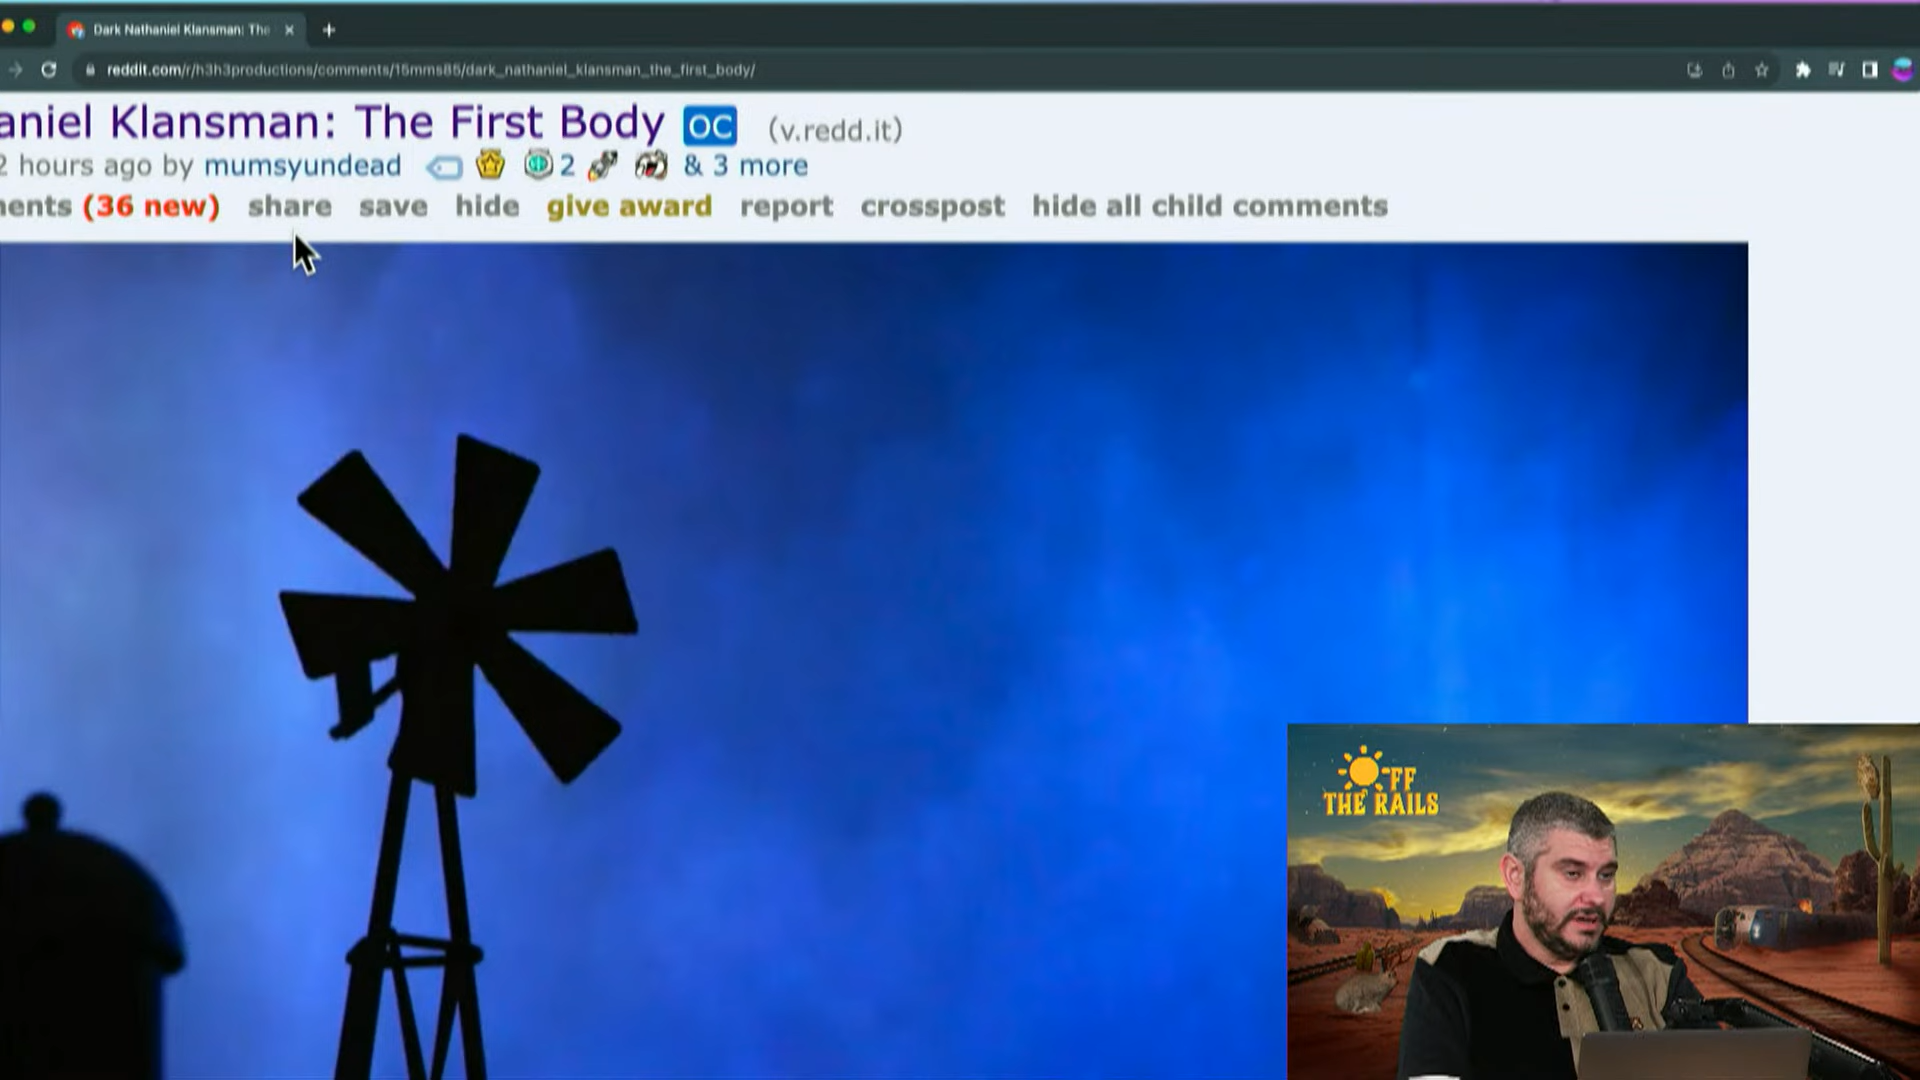 Dark Nathaniel Klansman: The
reddit.com/r/h3h3productions/comments/15mms85/dark_nathaniel_klansman_the_first_body/
aniel Klansman: The First Body OC (v.redd.it)
2 hours ago by mumsyundead 2 & 3 more
ents (36 new) share save hide give award report crosspost hide all child comments
OFF
THE RAILS